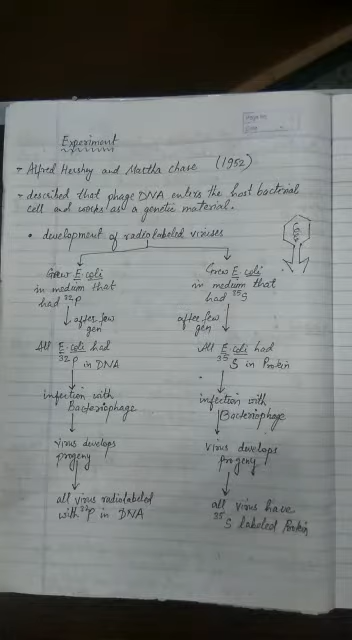 Experiment
- Alfred Hershey and Martha chase (1952)
- described that phage DNA enters the host bacterial
cell and works as a genetic material.
• development of radiolabeled viruses
Grew E. coli
in medium that
had ³²P
after few
gen
All E. coli had
³²P in DNA
infection with
Bacteriophage
virus develops
progeny
all virus radiolabeled
with ³²P in DNA
Grew E. coli
in medium that
had ³⁵S
after few
gen
All E. coli had
³⁵S in Protein
infection with
Bacteriophage
virus develops
progeny
all virus have
³⁵S labeled Protein